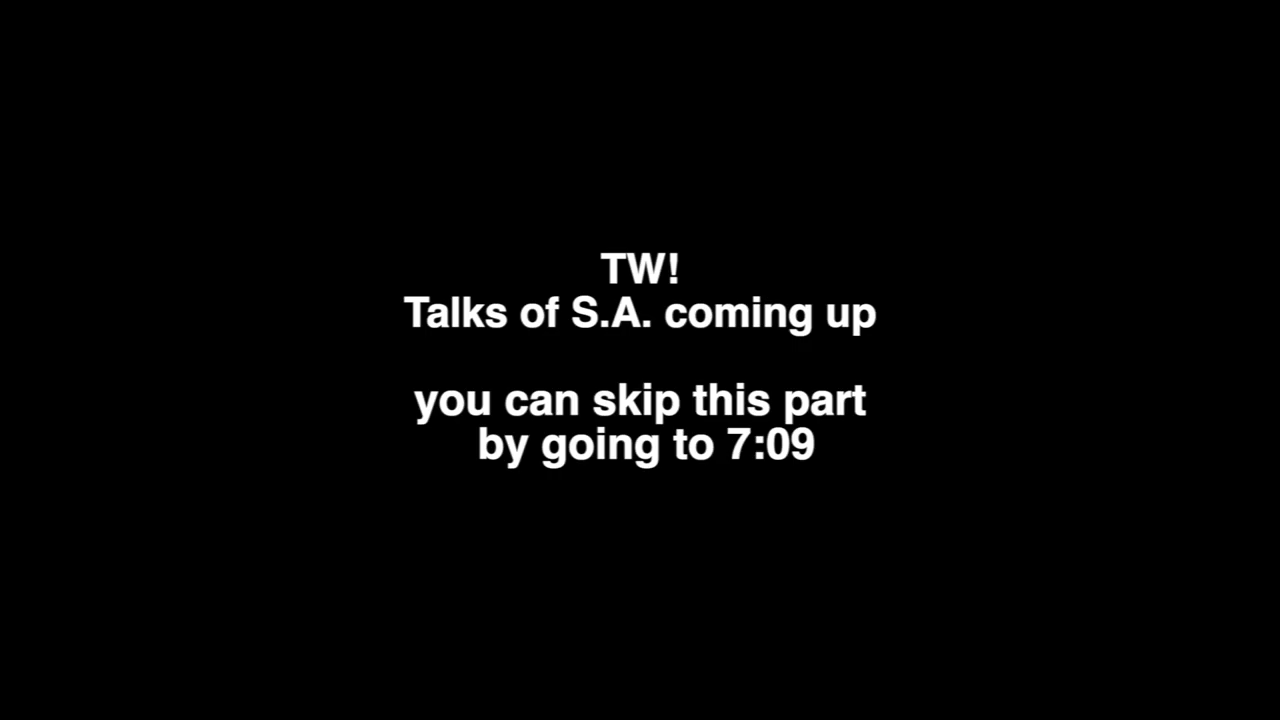 TW!
Talks of S.A. coming up
you can skip this part
by going to 7:09